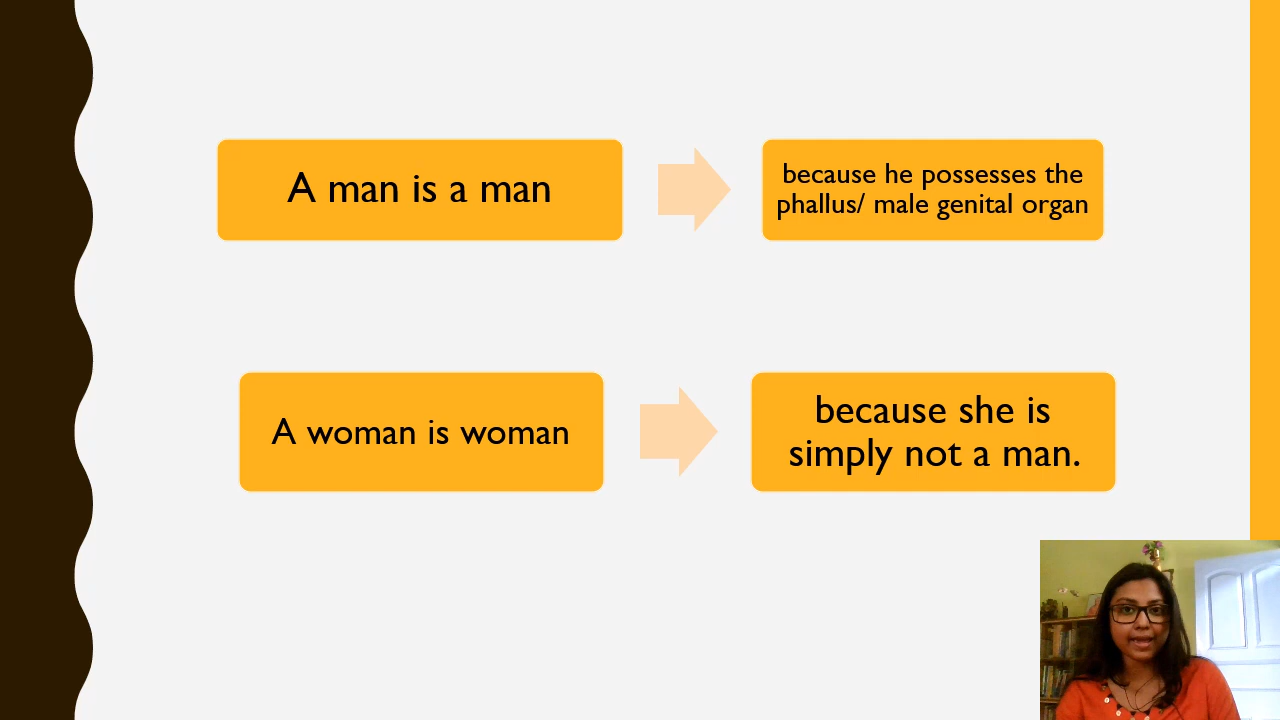 A man is a man
because he possesses the
phallus/ male genital organ
A woman is woman
because she is
simply not a man.